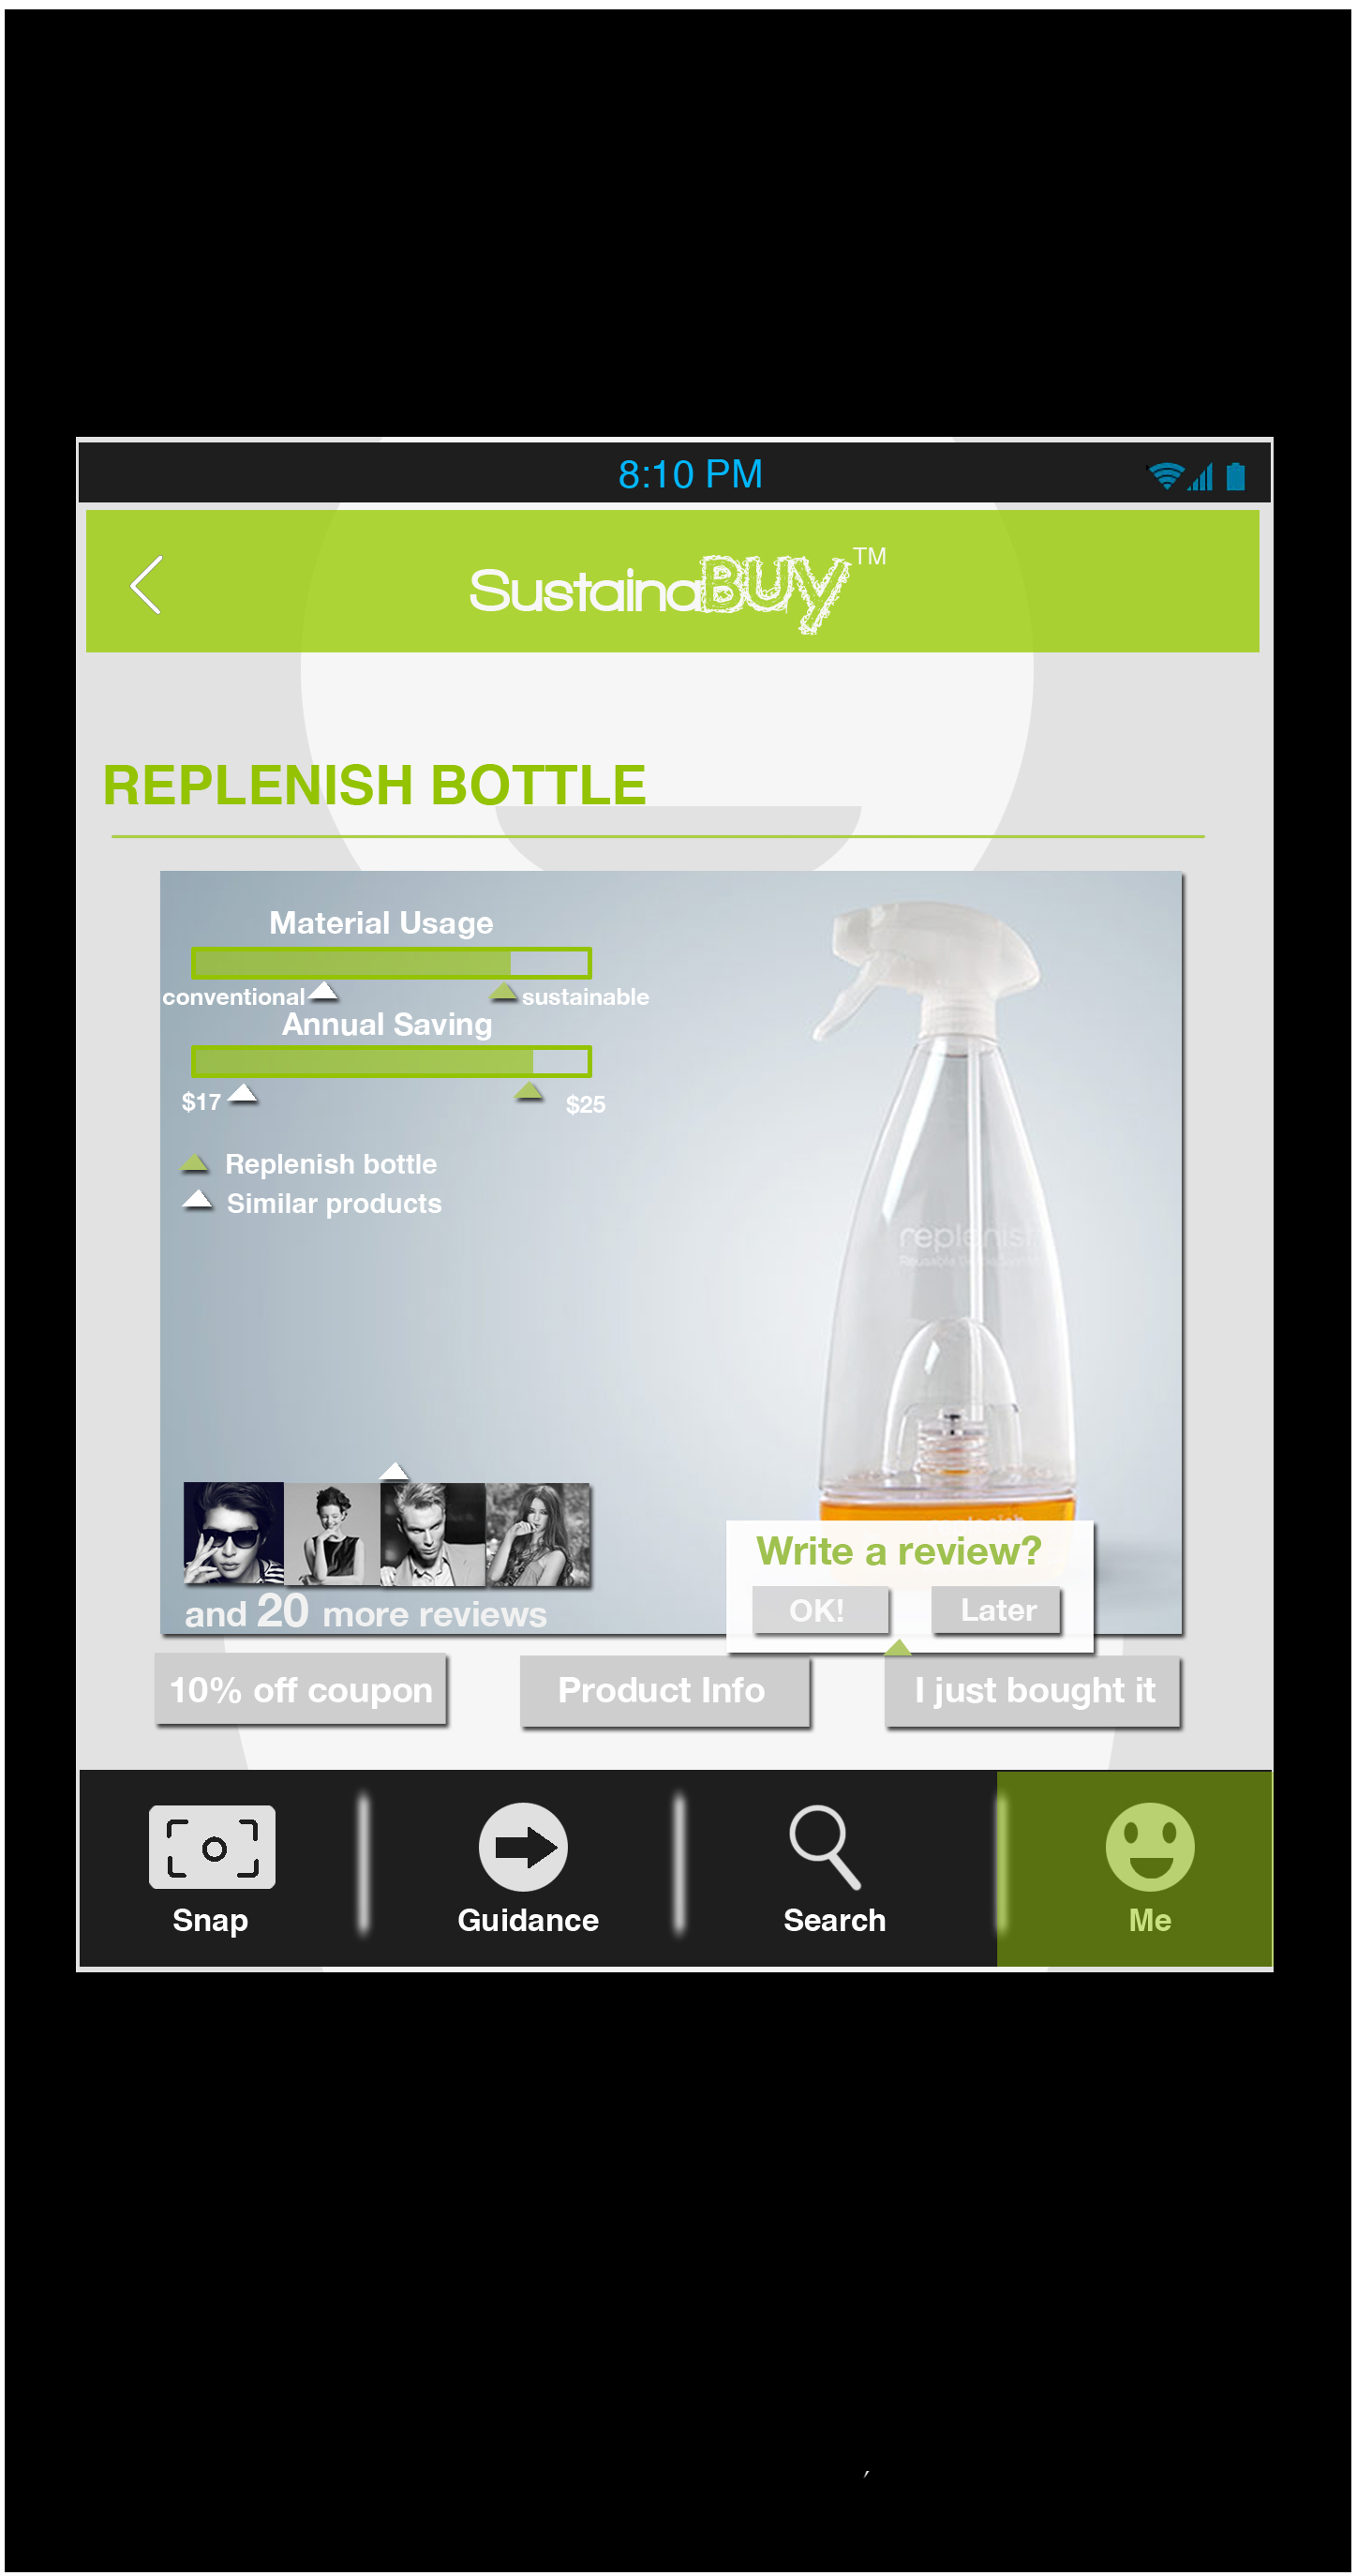 8:10 PM
SustainaBUY™
REPLENISH BOTTLE
Material Usage
conventional sustainable
Annual Saving
$17 $25
Replenish bottle
Similar products
replenish
and 20 more reviews
Write a review?
OK! Later
10% off coupon Product Info I just bought it
Snap Guidance Search Me